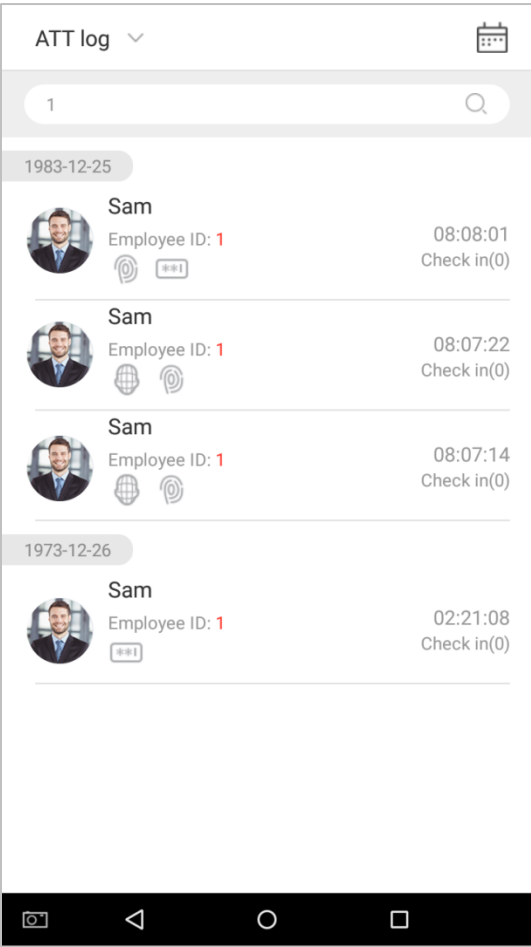 ATT log
1
1983-12-25
Sam
Employee ID: 1
08:08:01
Check in(0)
Sam
Employee ID: 1
08:07:22
Check in(0)
Sam
Employee ID: 1
08:07:14
Check in(0)
1973-12-26
Sam
Employee ID: 1
02:21:08
Check in(0)